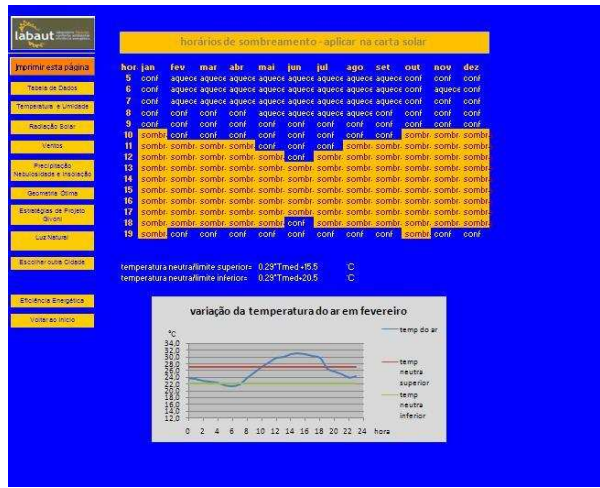 labaut
imprimir esta página
Tabela de Dados
Temperatura e Umidade
Radiação Solar
Ventos
Precipitação
Nebulosidade e Insolação
Geometria Ótima
Estratégias de Projeto
Givoni
Luz Natural
Escolher outra Cidade
Eficiência Energética
Voltar ao Início
horários de sombreamento - aplicar na carta solar
hor. jan fev mar abr mai jun jul ago set out nov dez
5 conf aquece aquece aquece aquece aquece aquece aquece aquece conf conf conf
6 conf aquece aquece aquece aquece aquece aquece aquece aquece conf aquece conf
7 conf aquece aquece aquece aquece aquece aquece aquece aquece conf conf conf
8 conf conf conf aquece aquece aquece aquece aquece conf conf conf conf
9 conf conf conf conf conf conf conf conf conf conf conf conf
10 sombr. conf conf conf conf conf conf conf conf sombr. sombr. sombr.
11 sombr. sombr. sombr. sombr. conf conf conf sombr. sombr. sombr. sombr. sombr.
12 sombr. sombr. sombr. sombr. sombr. conf sombr. sombr. sombr. sombr. sombr. sombr.
13 sombr. sombr. sombr. sombr. sombr. sombr. sombr. sombr. sombr. sombr. sombr. sombr.
14 sombr. sombr. sombr. sombr. sombr. sombr. sombr. sombr. sombr. sombr. sombr. sombr.
15 sombr. sombr. sombr. sombr. sombr. sombr. sombr. sombr. sombr. sombr. sombr. sombr.
16 sombr. sombr. sombr. sombr. sombr. sombr. sombr. sombr. sombr. sombr. sombr. sombr.
17 sombr. sombr. sombr. sombr. sombr. sombr. sombr. sombr. sombr. sombr. sombr. sombr.
18 sombr. sombr. sombr. sombr. sombr. conf sombr. sombr. sombr. sombr. sombr. sombr.
19 sombr. conf conf conf conf conf conf conf conf sombr. conf conf
temperatura neutra/limite superior= 0.29*Tmed +15.5 °C
temperatura neutra/limite inferior= 0.29*Tmed+20.5 °C
variação da temperatura do ar em fevereiro
°C
34,0
32,0
30,0
28,0
26,0
24,0
22,0
20,0
18,0
16,0
14,0
12,0
0 2 4 6 8 10 12 14 16 18 20 22 24 hora
temp do ar
temp
neutra
superior
temp
neutra
inferior